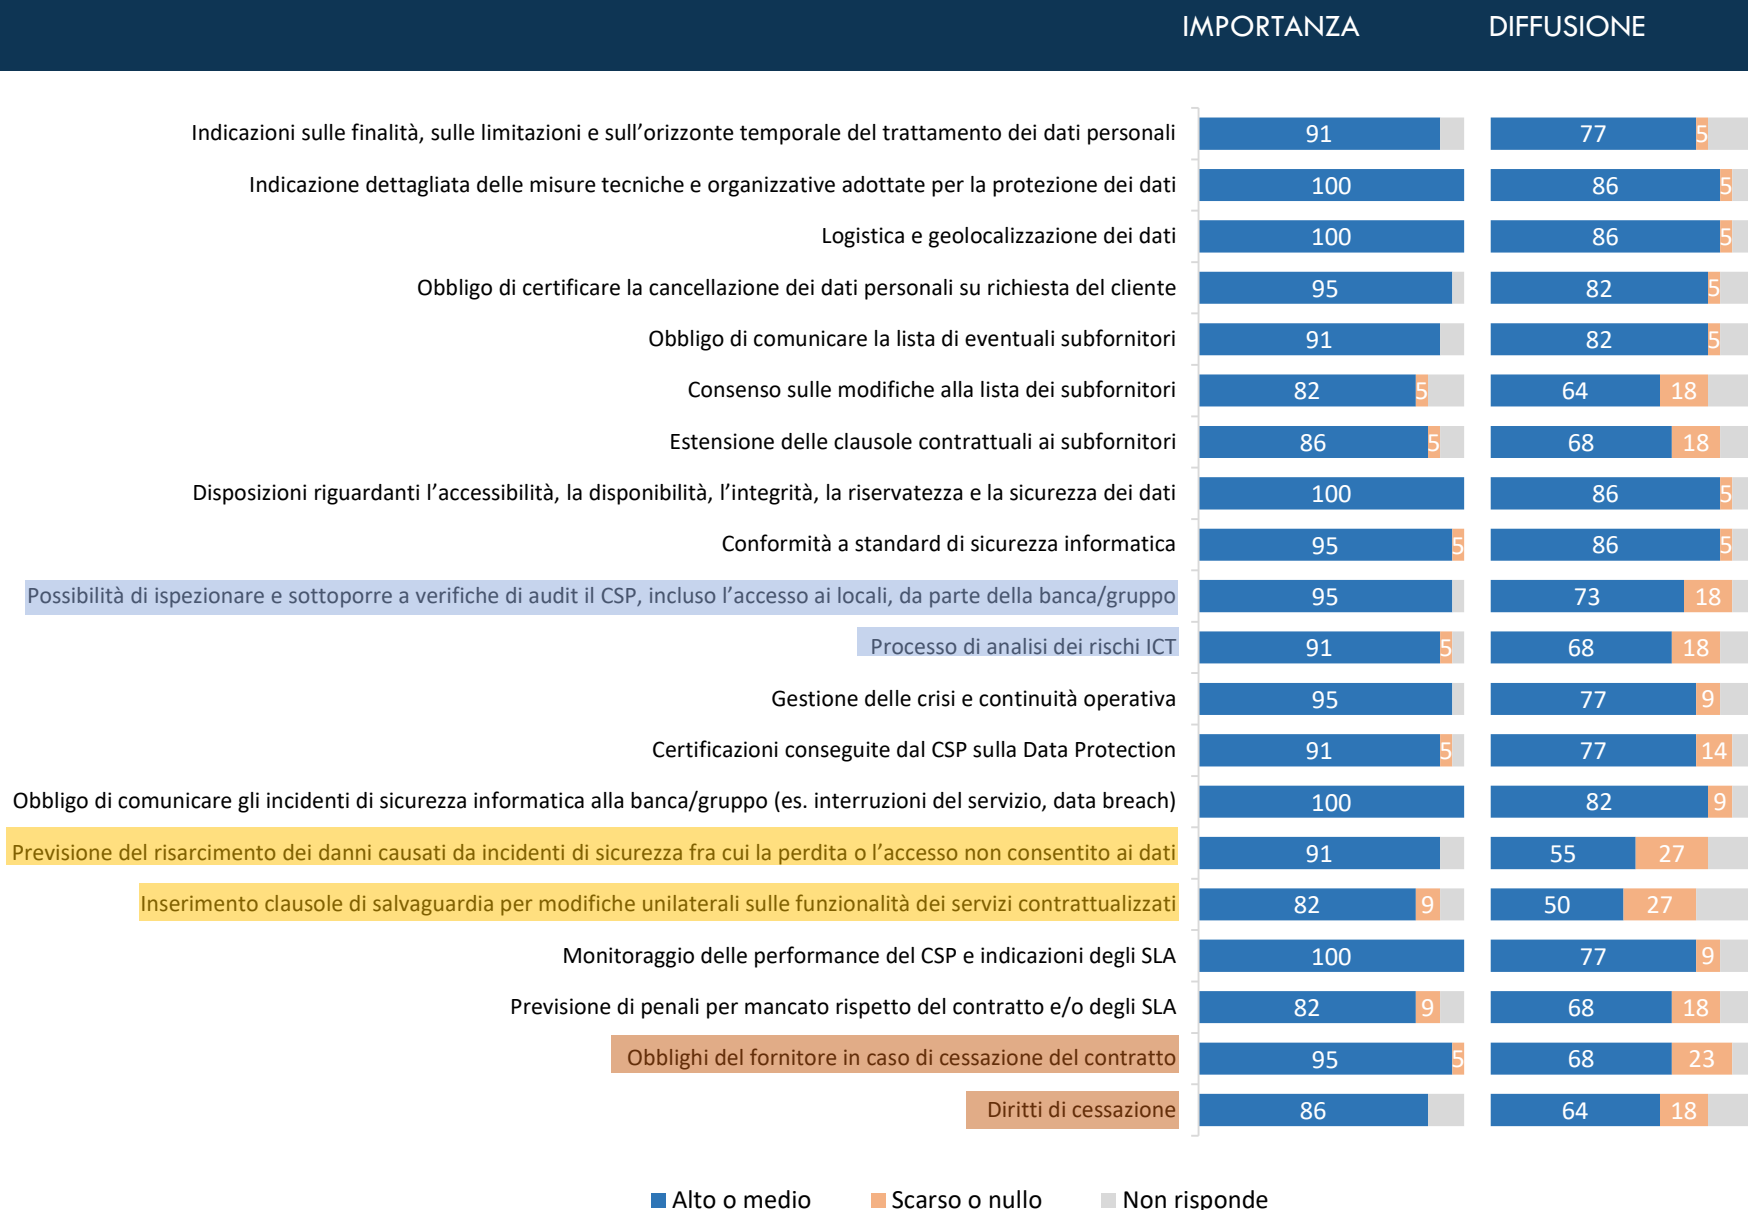 IMPORTANZA DIFFUSIONE
Indicazioni sulle finalità, sulle limitazioni e sull'orizzonte temporale del trattamento dei dati personali 91 77 5
Indicazione dettagliata delle misure tecniche e organizzative adottate per la protezione dei dati 100 86 5
Logistica e geolocalizzazione dei dati 100 86 5
Obbligo di certificare la cancellazione dei dati personali su richiesta del cliente 95 82 5
Obbligo di comunicare la lista di eventuali subfornitori 91 82 5
Consenso sulle modifiche alla lista dei subfornitori 82 5 64 18
Estensione delle clausole contrattuali ai subfornitori 86 5 68 18
Disposizioni riguardanti l'accessibilità, la disponibilità, l'integrità, la riservatezza e la sicurezza dei dati 100 86 5
Conformità a standard di sicurezza informatica 95 5 86 5
Possibilità di ispezionare e sottoporre a verifiche di audit il CSP, incluso l'accesso ai locali, da parte della banca/gruppo 95 73 18
Processo di analisi dei rischi ICT 91 5 68 18
Gestione delle crisi e continuità operativa 95 77 9
Certificazioni conseguite dal CSP sulla Data Protection 91 5 77 14
Obbligo di comunicare gli incidenti di sicurezza informatica alla banca/gruppo (es. interruzioni del servizio, data breach) 100 82 9
Previsione del risarcimento dei danni causati da incidenti di sicurezza fra cui la perdita o l'accesso non consentito ai dati 91 55 27
Inserimento clausole di salvaguardia per modifiche unilaterali sulle funzionalità dei servizi contrattualizzati 82 9 50 27
Monitoraggio delle performance del CSP e indicazioni degli SLA 100 77 9
Previsione di penali per mancato rispetto del contratto e/o degli SLA 82 9 68 18
Obblighi del fornitore in caso di cessazione del contratto 95 5 68 23
Diritti di cessazione 86 64 18
Alto o medio Scarso o nullo Non risponde